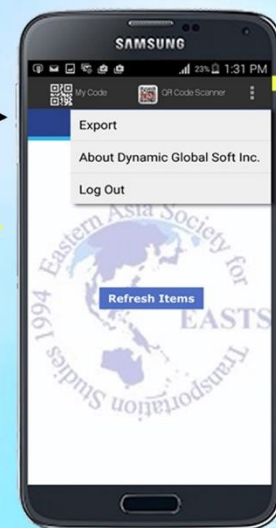 SAMSUNG
23% 1:31 PM
My Code
QR Code Scanner
Export
About Dynamic Global Soft Inc.
Log Out
Eastern Asia Society for
Transportation Studies 1994
EASTS
Refresh Items